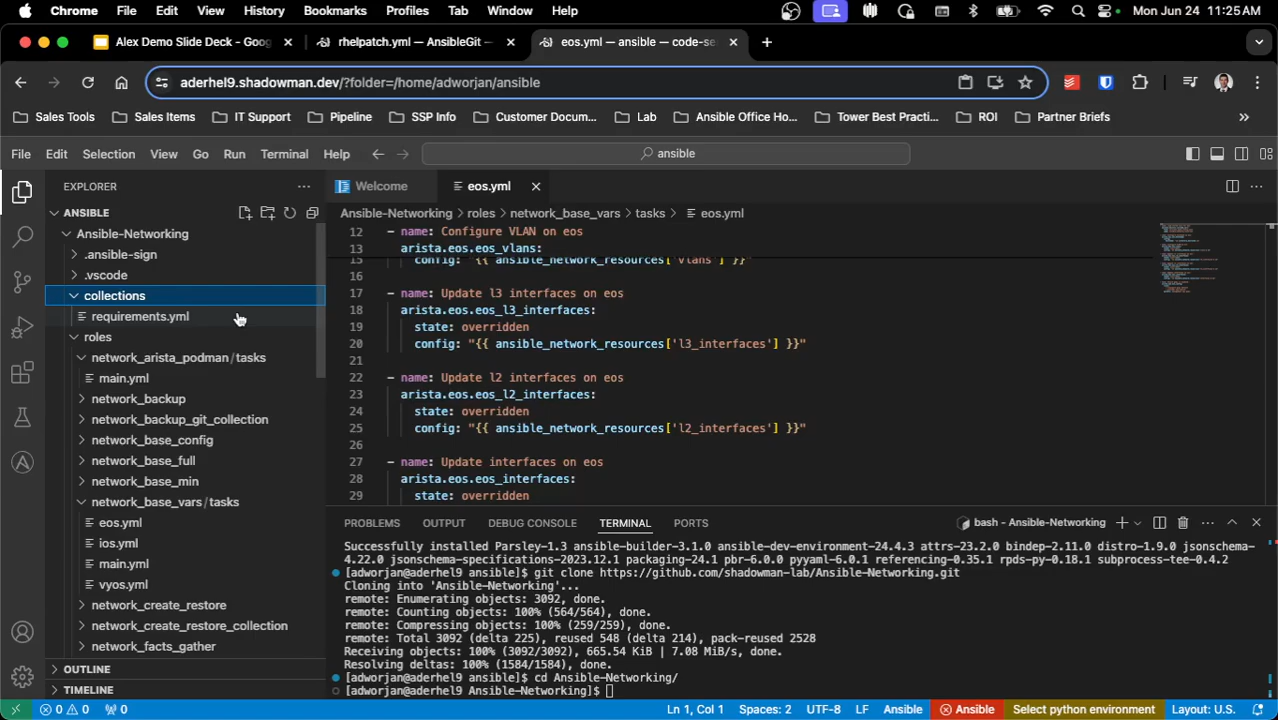 Chrome File Edit View History Bookmarks Profiles Tab Window Help Mon Jun 24 11:25 AM
Alex Demo Slide Deck - Goog
rhelpatch.yml — AnsibleGit —
eos.yml — ansible — code-se
aderhel9.shadowman.dev/?folder=/home/adworjan/ansible
Sales Tools Sales Items IT Support Pipeline SSP Info Customer Docum... Lab Ansible Office Ho... Tower Best Practi... ROI Partner Briefs
File Edit Selection View Go Run Terminal Help ansible
EXPLORER
ANSIBLE
Ansible-Networking
.ansible-sign
.vscode
collections
requirements.yml
roles
network_arista_podman / tasks
main.yml
network_backup
network_backup_git_collection
network_base_config
network_base_full
network_base_min
network_base_vars / tasks
eos.yml
ios.yml
main.yml
vyos.yml
network_create_restore
network_create_restore_collection
network_facts_gather
OUTLINE
TIMELINE
Welcome eos.yml
Ansible-Networking > roles > network_base_vars > tasks > eos.yml
12 - name: Configure VLAN on eos
13 arista.eos.eos_vlans:
15 config: "{{ ansible_network_resources['vlans'] }}"
16
17 - name: Update l3 interfaces on eos
18 arista.eos.eos_l3_interfaces:
19 state: overridden
20 config: "{{ ansible_network_resources['l3_interfaces'] }}"
21
22 - name: Update l2 interfaces on eos
23 arista.eos.eos_l2_interfaces:
24 state: overridden
25 config: "{{ ansible_network_resources['l2_interfaces'] }}"
26
27 - name: Update interfaces on eos
28 arista.eos.eos_interfaces:
29 state: overridden
PROBLEMS OUTPUT DEBUG CONSOLE TERMINAL PORTS bash - Ansible-Networking
Successfully installed Parsley-1.3 ansible-builder-3.1.0 ansible-dev-environment-24.4.3 attrs-23.2.0 bindep-2.11.0 distro-1.9.0 jsonschema-
4.22.0 jsonschema-specifications-2023.12.1 packaging-24.1 pbr-6.0.0 pyyaml-6.0.1 referencing-0.35.1 rpds-py-0.18.1 subprocess-tee-0.4.2
[adworjan@aderhel9 ansible]$ git clone https://github.com/shadowman-lab/Ansible-Networking.git
Cloning into 'Ansible-Networking'...
remote: Enumerating objects: 3092, done.
remote: Counting objects: 100% (564/564), done.
remote: Compressing objects: 100% (259/259), done.
remote: Total 3092 (delta 225), reused 548 (delta 214), pack-reused 2528
Receiving objects: 100% (3092/3092), 665.54 KiB | 7.08 MiB/s, done.
Resolving deltas: 100% (1584/1584), done.
[adworjan@aderhel9 ansible]$ cd Ansible-Networking/
[adworjan@aderhel9 Ansible-Networking]$
0 0 0 Ln 1, Col 1 Spaces: 2 UTF-8 LF Ansible Ansible Select python environment Layout: U.S.